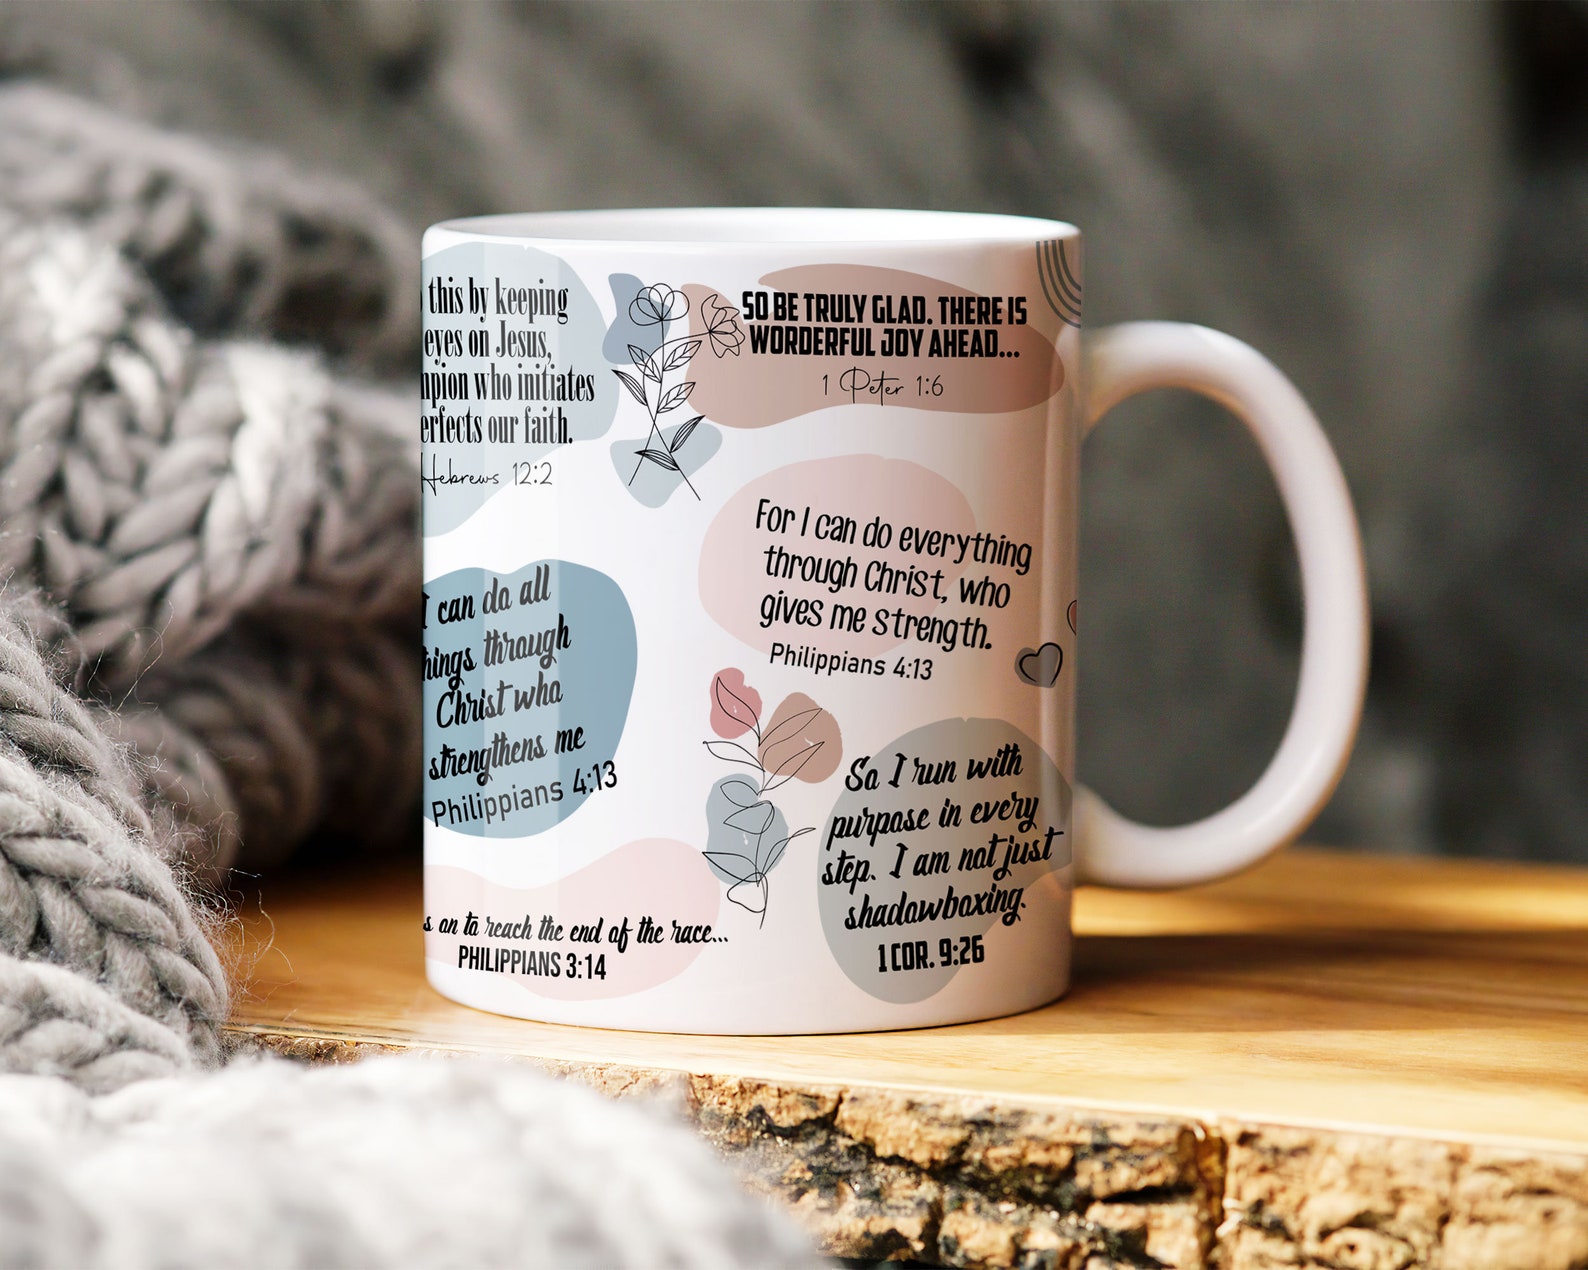 this by keeping
eyes on Jesus,
who initiates
our faith.
Hebrews 12:2
SO BE TRULY GLAD. THERE IS
WORDERFUL JOY AHEAD...
1 Peter 1:6
For I can do everything
through Christ, who
gives me strength.
Philippians 4:13
I can do all
things through
Christ who
strengthens me
Philippians 4:13
So I run with
purpose in every
step. I am not just
shadowboxing.
1 COR. 9:26
on to reach the end of the race...
PHILIPPIANS 3:14